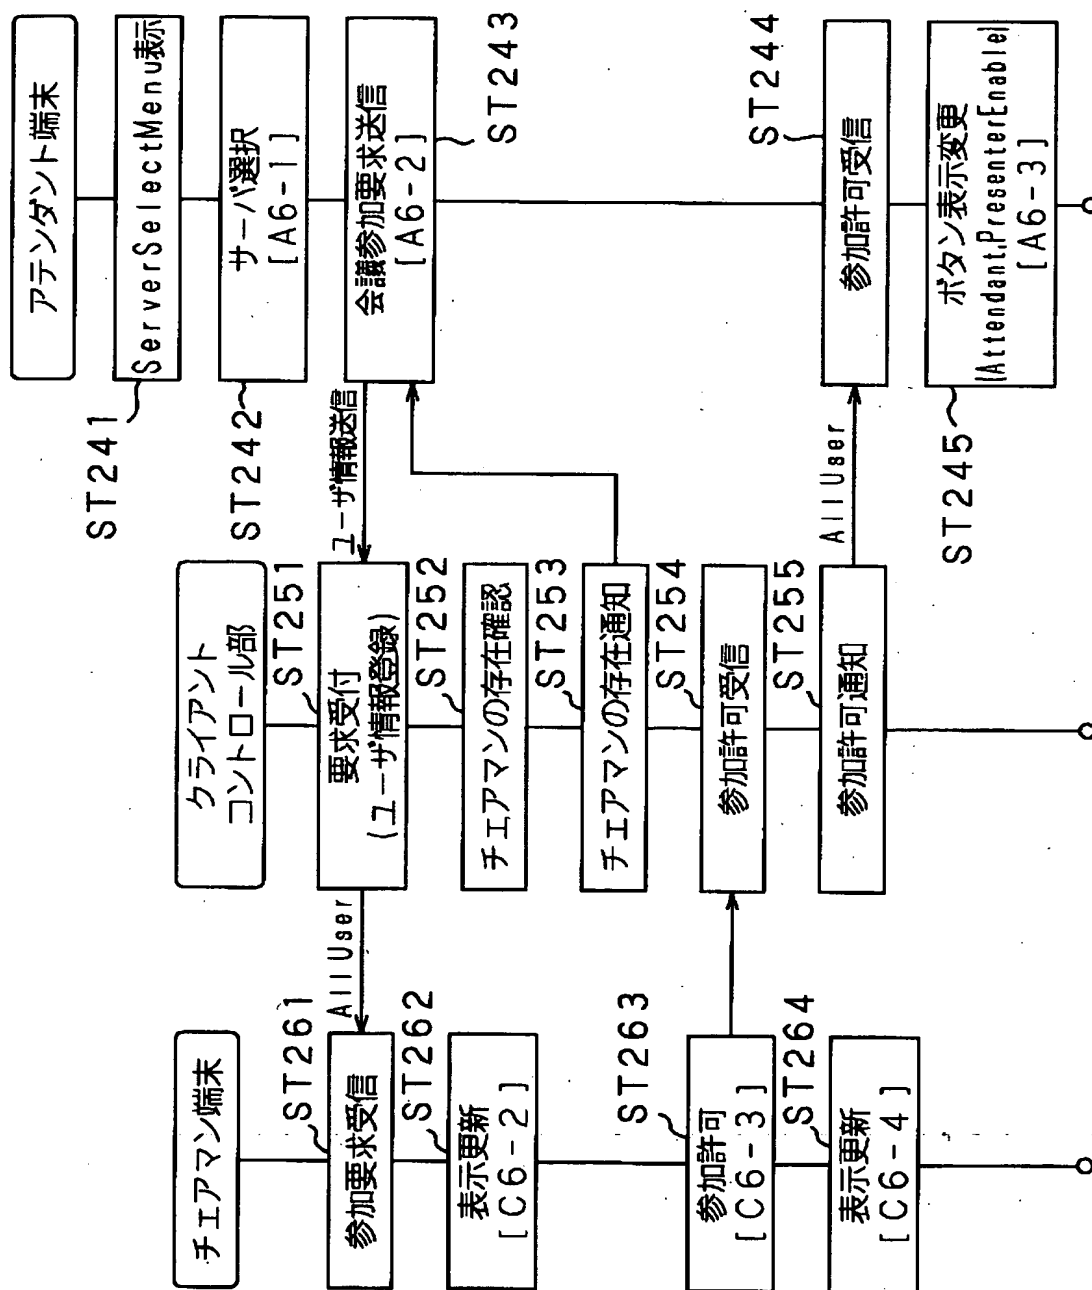 アテンダント端末
ST241
ServerSelectMenu表示
ST242
サーバ選択
[A6-1]
会議参加要求送信
[A6-2]
ST243
参加許可受信
ST244
ボタン表示変更
(Attendant.PresenterEnable)
[A6-3]
ST245
ユーザ情報送信
AllUser
クライアント
コントロール部
ST251
要求受付
(ユーザ情報登録)
ST252
チェアマンの存在確認
ST253
チェアマンの存在通知
ST254
参加許可受信
ST255
参加許可通知
AllUser
チェアマン端末
ST261
参加要求受信
ST262
表示更新
[C6-2]
ST263
参加許可
[C6-3]
ST264
表示更新
[C6-4]